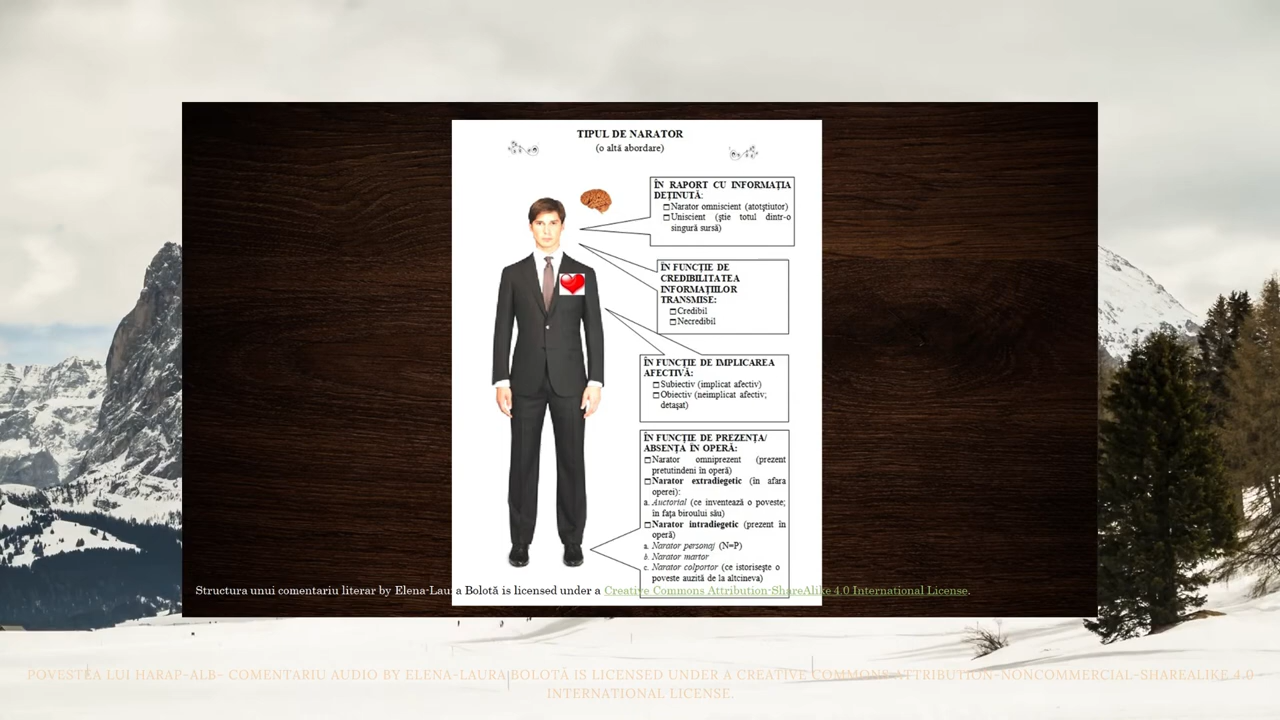 TIPUL DE NARATOR
(o altă abordare)
ÎN RAPORT CU INFORMAȚIA
DEȚINUTĂ:
Narator omniscient (atotștiutor)
Uniscient (știe totul dintr-o
singură sursă)
ÎN FUNCȚIE DE
CREDIBILITATEA
INFORMAȚIILOR
TRANSMISE:
Credibil
Necredibil
ÎN FUNCȚIE DE IMPLICAREA
AFECTIVĂ:
Subiectiv (implicat afectiv)
Obiectiv (neimplicat afectiv;
detașat)
ÎN FUNCȚIE DE PREZENȚA/
ABSENȚA ÎN OPERĂ:
Narator omniprezent (prezent
pretutindeni în operă)
Narator extradiegetic (în afara
operei):
a. Auctorial (ce inventează o poveste;
în fața biroului său)
Narator intradiegetic (prezent în
operă)
a. Narator personaj (N=P)
b. Narator martor
c. Narator colportor (ce istorisește o
poveste auzită de la altcineva)
Structura unui comentariu literar by Elena-Laura Bolotă is licensed under a Creative Commons Attribution-ShareAlike 4.0 International License.
POVESTEA LUI HARAP-ALB- COMENTARIU AUDIO BY ELENA-LAURA BOLOTĂ IS LICENSED UNDER A CREATIVE COMMONS ATTRIBUTION-NONCOMMERCIAL-SHAREALIKE 4.0
INTERNATIONAL LICENSE.